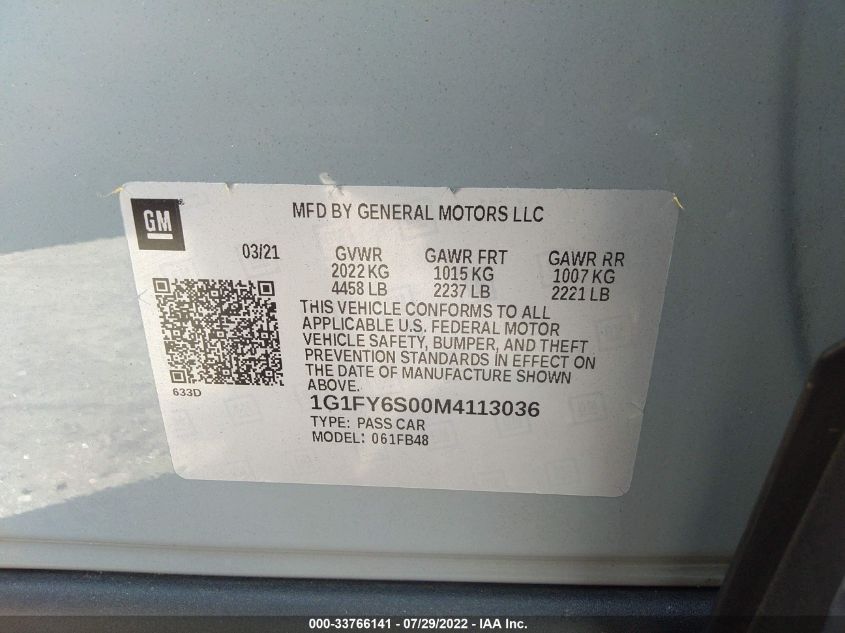 GM
MFD BY GENERAL MOTORS LLC
03/21 GVWR GAWR FRT GAWR RR
2022 KG 1015 KG 1007 KG
4458 LB 2237 LB 2221 LB
THIS VEHICLE CONFORMS TO ALL
APPLICABLE U.S. FEDERAL MOTOR
VEHICLE SAFETY, BUMPER, AND THEFT
PREVENTION STANDARDS IN EFFECT ON
THE DATE OF MANUFACTURE SHOWN
ABOVE.
633D
1G1FY6S00M4113036
TYPE: PASS CAR
MODEL: 061FB48
000-33766141 - 07/29/2022 - IAA Inc.